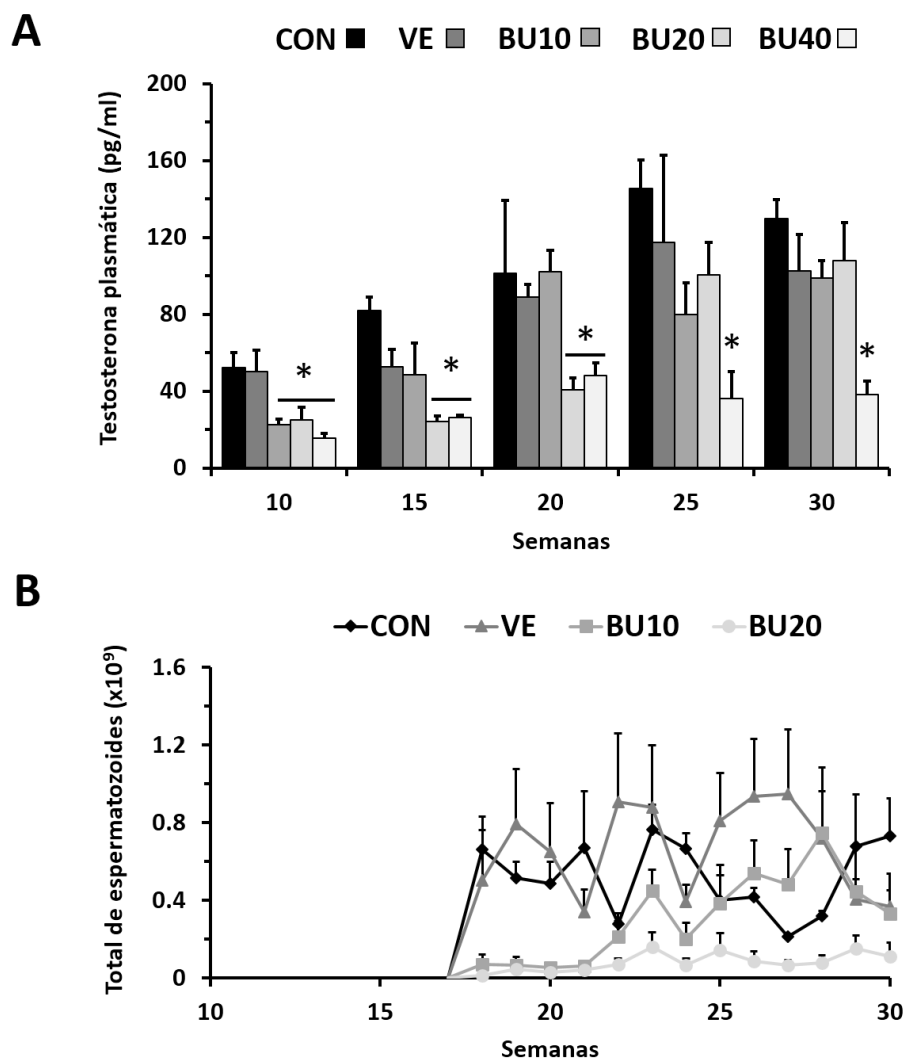 A
CON VE BU10 BU20 BU40
Testosterona plasmática (pg/ml)
200
160
120
80
40
0
* * * * *
10 15 20 25 30
Semanas
B
CON VE BU10 BU20
Total de espermatozoides (x10⁹)
1.6
1.2
0.8
0.4
0
10 15 20 25 30
Semanas